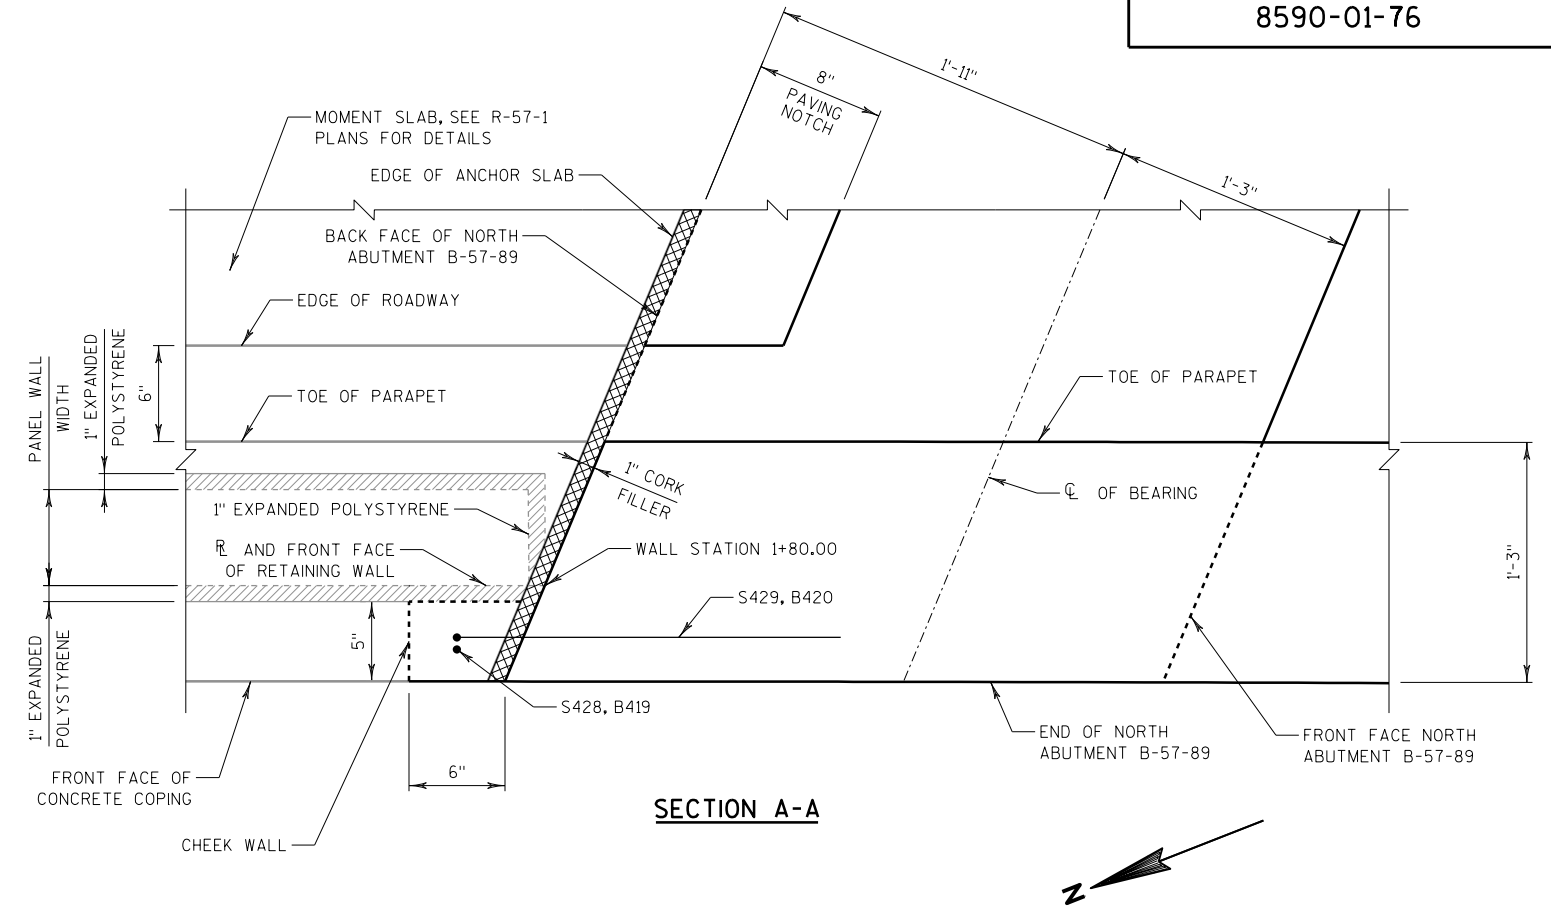 8590-01-76
1'-11"
8"
PAVING
NOTCH
1'-3"
MOMENT SLAB, SEE R-57-1
PLANS FOR DETAILS
EDGE OF ANCHOR SLAB
BACK FACE OF NORTH
ABUTMENT B-57-89
EDGE OF ROADWAY
TOE OF PARAPET
TOE OF PARAPET
6"
1" EXPANDED
POLYSTYRENE
PANEL WALL
WIDTH
1" CORK
FILLER
℄ OF BEARING
1" EXPANDED POLYSTYRENE
RL AND FRONT FACE
OF RETAINING WALL
WALL STATION 1+80.00
S429, B420
1'-3"
5"
1" EXPANDED
POLYSTYRENE
S428, B419
END OF NORTH
ABUTMENT B-57-89
FRONT FACE NORTH
ABUTMENT B-57-89
FRONT FACE OF
CONCRETE COPING
6"
CHEEK WALL
SECTION A-A
N